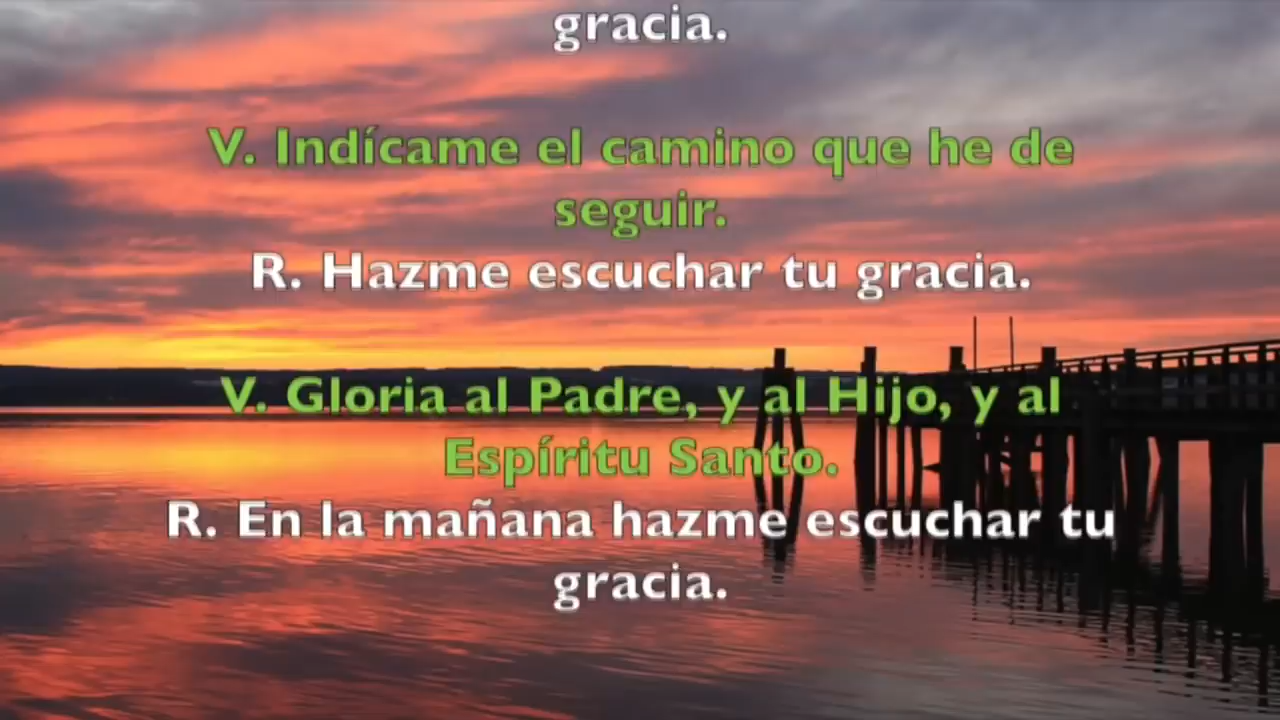 gracia.
V. Indícame el camino que he de
seguir.
R. Hazme escuchar tu gracia.
V. Gloria al Padre, y al Hijo, y al
Espíritu Santo.
R. En la mañana hazme escuchar tu
gracia.